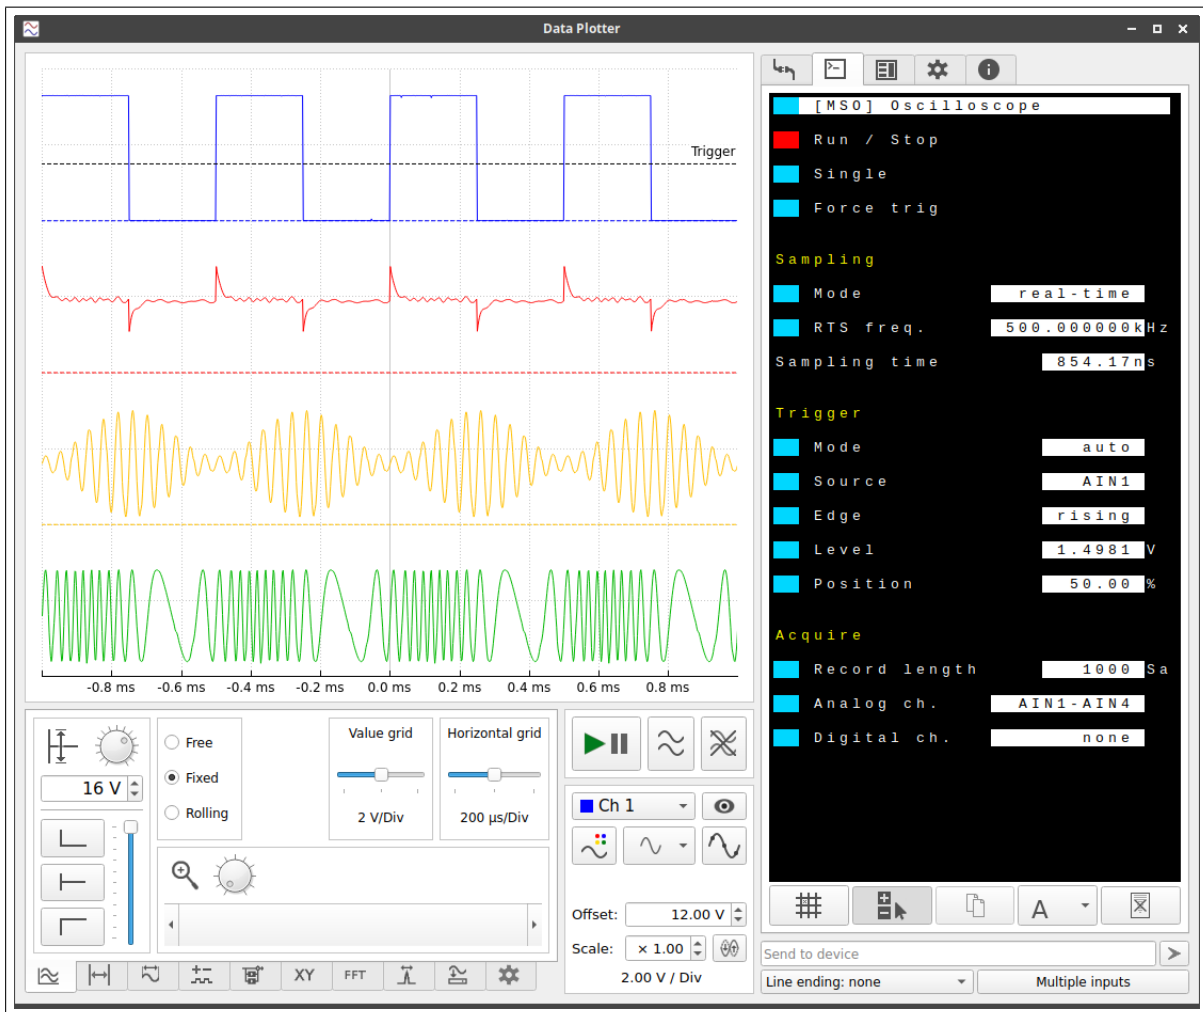 Data Plotter
Trigger
-0.8 ms -0.6 ms -0.4 ms -0.2 ms 0.0 ms 0.2 ms 0.4 ms 0.6 ms 0.8 ms
16 V
Free
Fixed
Rolling
Value grid
2 V/Div
Horizontal grid
200 µs/Div
XY FFT
Ch 1
Offset: 12.00 V
Scale: × 1.00
2.00 V / Div
[MSO] Oscilloscope
Run / Stop
Single
Force trig
Sampling
Mode real-time
RTS freq. 500.000000kHz
Sampling time 854.17ns
Trigger
Mode auto
Source AIN1
Edge rising
Level 1.4981 V
Position 50.00 %
Acquire
Record length 1000 Sa
Analog ch. AIN1-AIN4
Digital ch. none
A
Send to device
Line ending: none
Multiple inputs